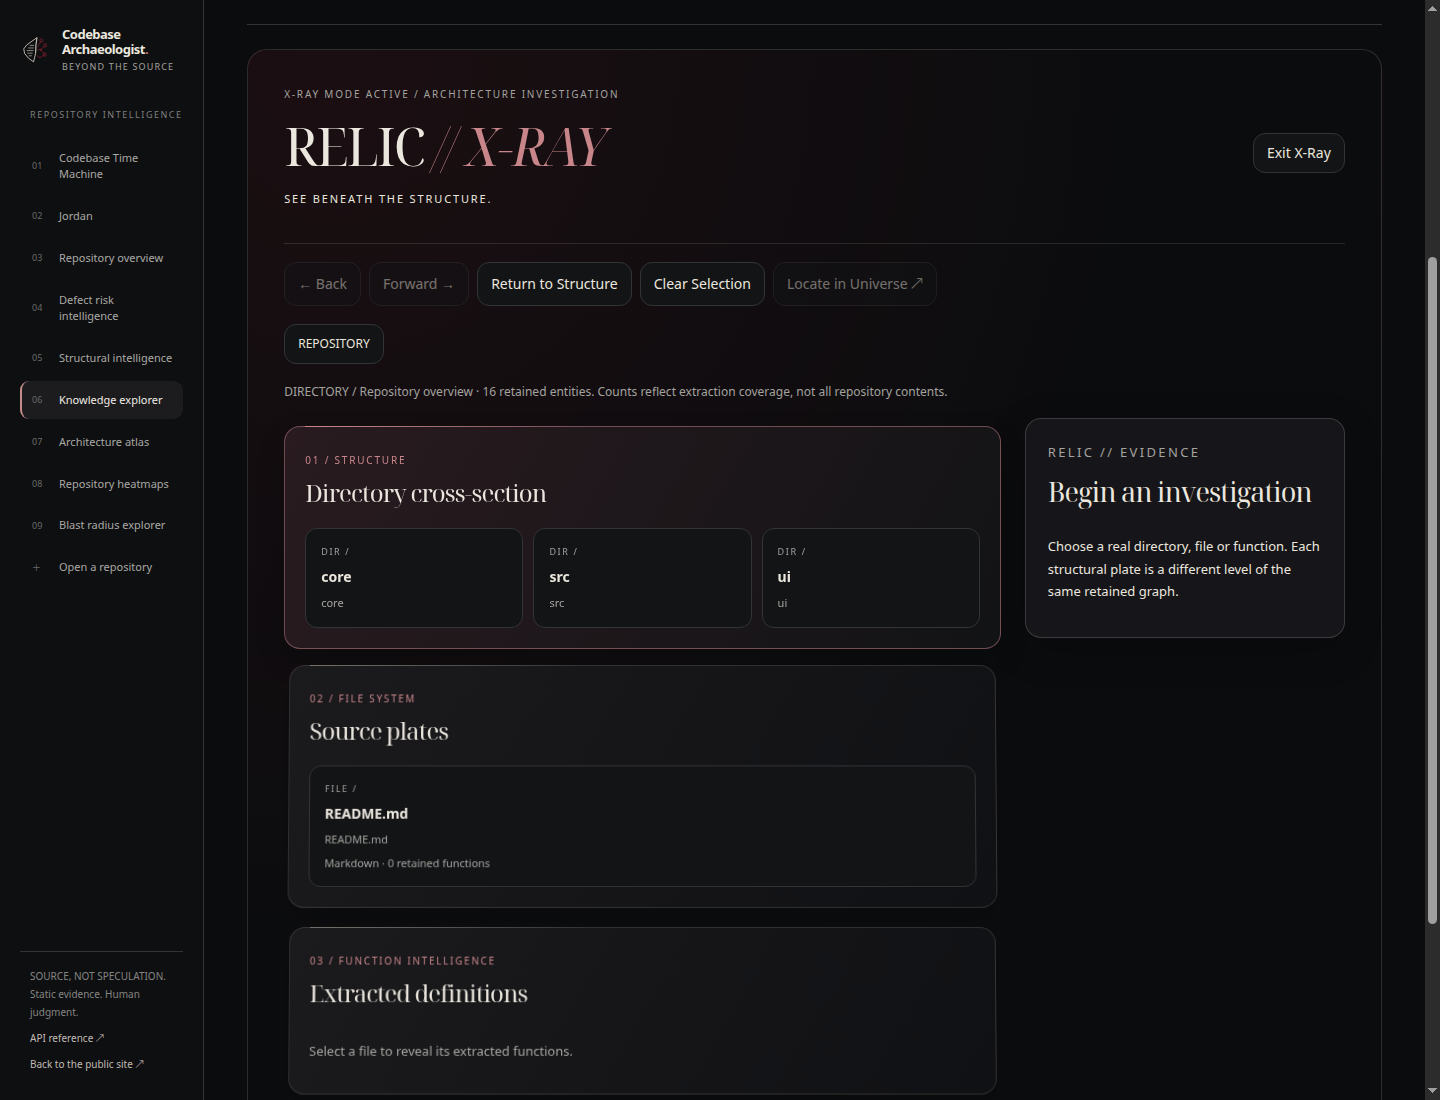 Codebase
Archaeologist.
BEYOND THE SOURCE
REPOSITORY INTELLIGENCE
01 Codebase Time
Machine
02 Jordan
03 Repository overview
04 Defect risk
intelligence
05 Structural intelligence
06 Knowledge explorer
07 Architecture atlas
08 Repository heatmaps
09 Blast radius explorer
+ Open a repository
SOURCE, NOT SPECULATION.
Static evidence. Human
judgment.
API reference ↗
Back to the public site ↗
X-RAY MODE ACTIVE / ARCHITECTURE INVESTIGATION
RELIC // X-RAY
SEE BENEATH THE STRUCTURE.
Exit X-Ray
← Back Forward → Return to Structure Clear Selection Locate in Universe ↗
REPOSITORY
DIRECTORY / Repository overview · 16 retained entities. Counts reflect extraction coverage, not all repository contents.
01 / STRUCTURE
Directory cross-section
DIR /
core
core
DIR /
src
src
DIR /
ui
ui
02 / FILE SYSTEM
Source plates
FILE /
README.md
README.md
Markdown · 0 retained functions
03 / FUNCTION INTELLIGENCE
Extracted definitions
Select a file to reveal its extracted functions.
RELIC // EVIDENCE
Begin an investigation
Choose a real directory, file or function. Each
structural plate is a different level of the
same retained graph.